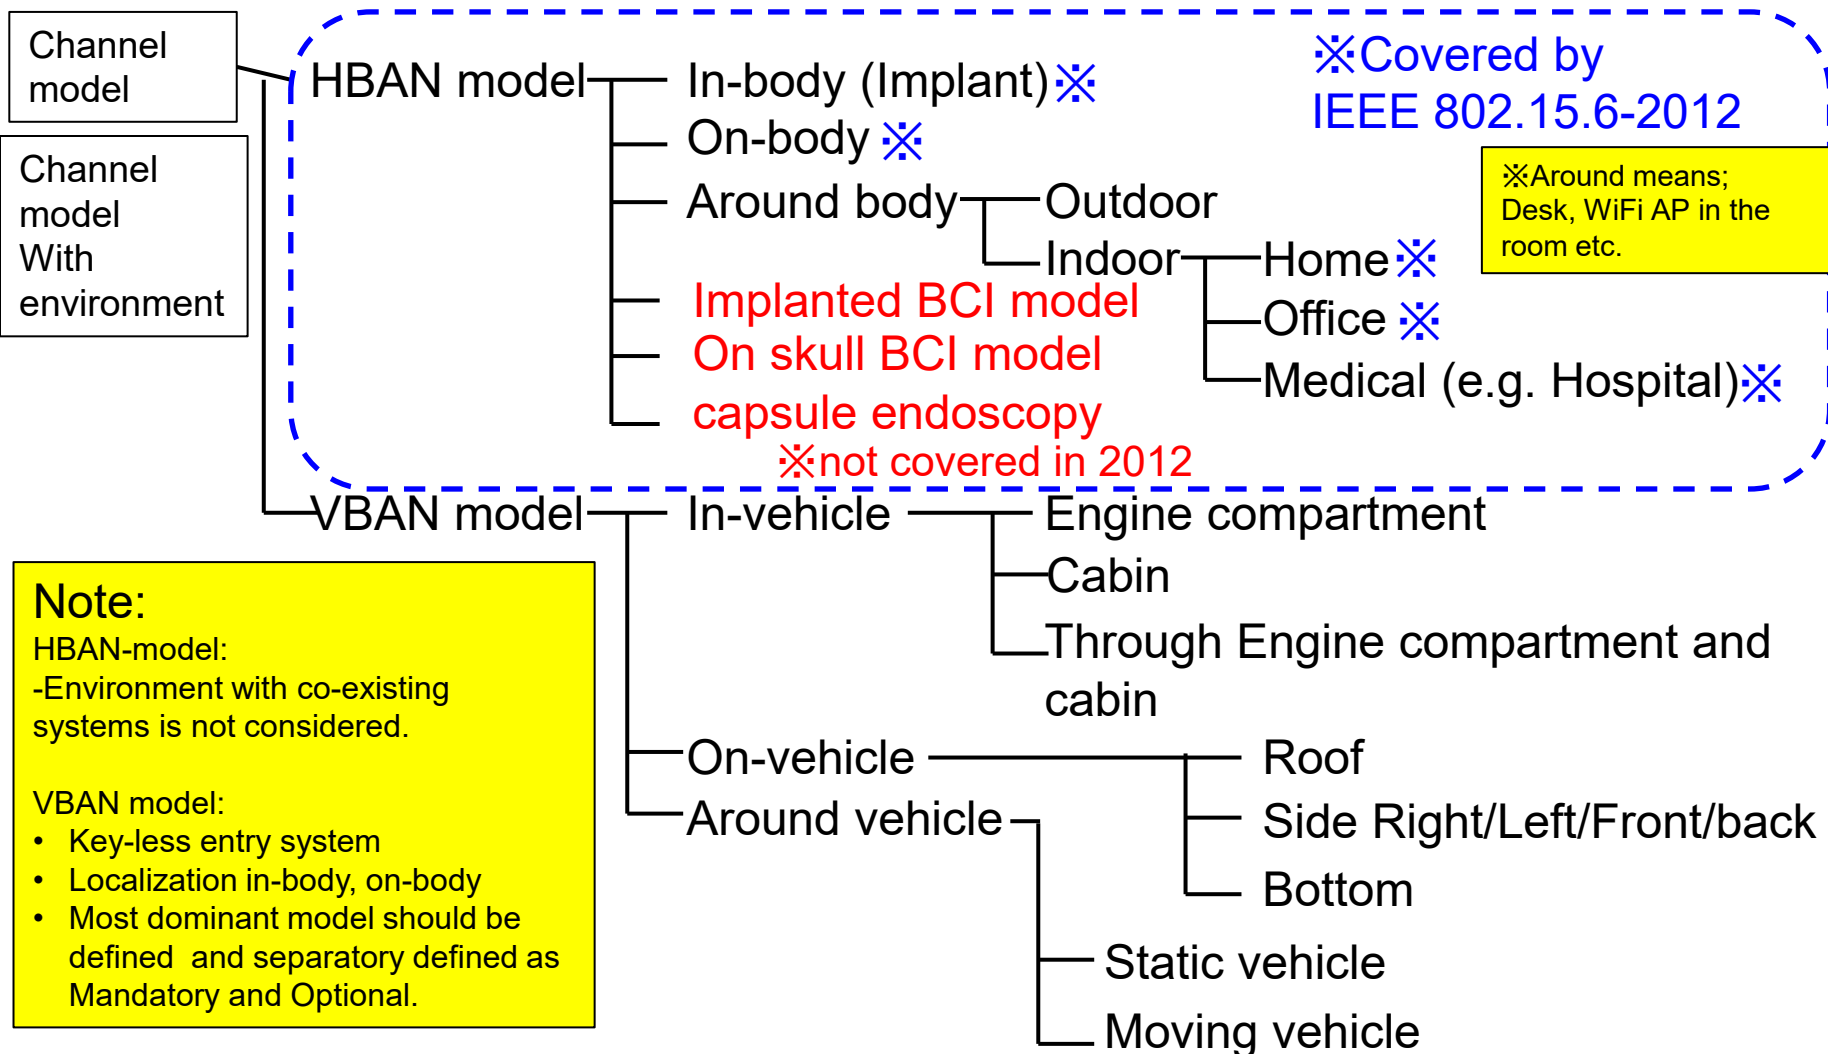 Channel
model
Channel
model
With
environment
HBAN model
In-body (Implant)※
On-body ※
Around body
Outdoor
Indoor
Home※
Office ※
Medical (e.g. Hospital)※
Implanted BCI model
On skull BCI model
capsule endoscopy
※not covered in 2012
※Covered by
IEEE 802.15.6-2012
※Around means;
Desk, WiFi AP in the
room etc.
VBAN model
In-vehicle
Engine compartment
Cabin
Through Engine compartment and
cabin
On-vehicle
Roof
Side Right/Left/Front/back
Bottom
Around vehicle
Static vehicle
Moving vehicle
Note:
HBAN-model:
-Environment with co-existing
systems is not considered.
VBAN model:
• Key-less entry system
• Localization in-body, on-body
• Most dominant model should be
defined and separatory defined as
Mandatory and Optional.